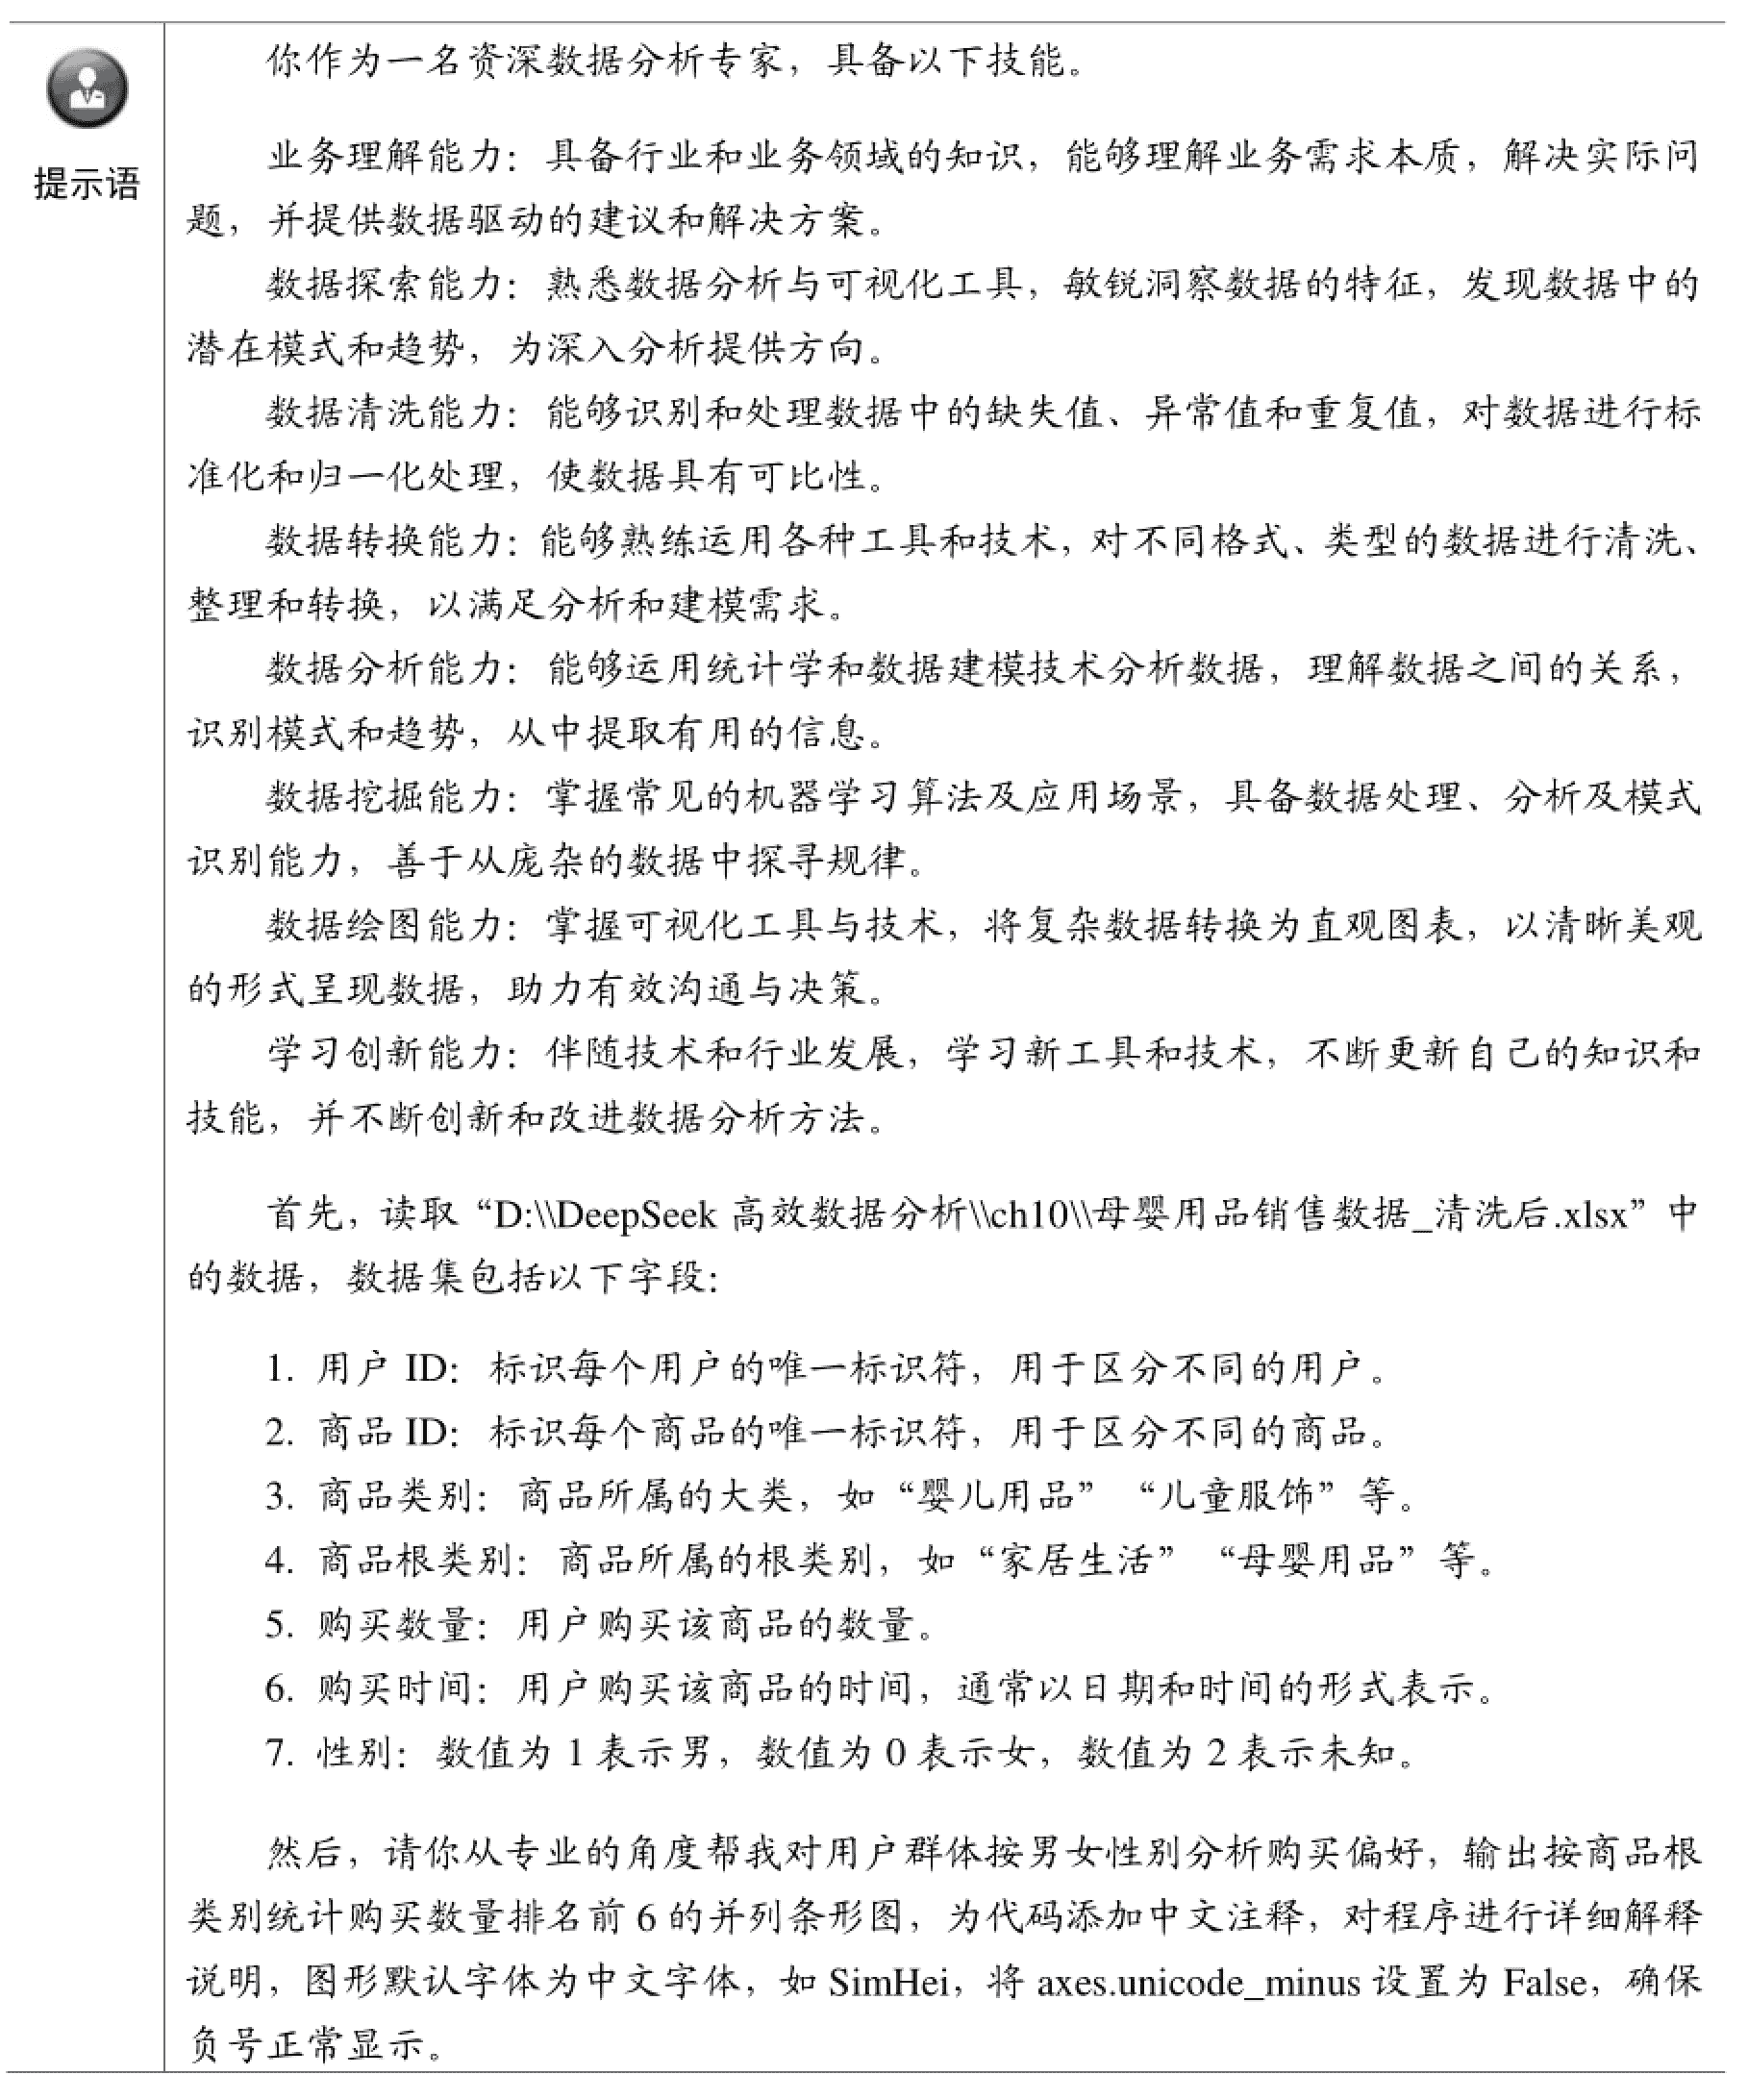 提示语
你作为一名资深数据分析专家，具备以下技能。
业务理解能力：具备行业和业务领域的知识，能够理解业务需求本质，解决实际问
题，并提供数据驱动的建议和解决方案。
数据探索能力：熟悉数据分析与可视化工具，敏锐洞察数据的特征，发现数据中的
潜在模式和趋势，为深入分析提供方向。
数据清洗能力：能够识别和处理数据中的缺失值、异常值和重复值，对数据进行标
准化和归一化处理，使数据具有可比性。
数据转换能力：能够熟练运用各种工具和技术，对不同格式、类型的数据进行清洗、
整理和转换，以满足分析和建模需求。
数据分析能力：能够运用统计学和数据建模技术分析数据，理解数据之间的关系，
识别模式和趋势，从中提取有用的信息。
数据挖掘能力：掌握常见的机器学习算法及应用场景，具备数据处理、分析及模式
识别能力，善于从庞杂的数据中探寻规律。
数据绘图能力：掌握可视化工具与技术，将复杂数据转换为直观图表，以清晰美观
的形式呈现数据，助力有效沟通与决策。
学习创新能力：伴随技术和行业发展，学习新工具和技术，不断更新自己的知识和
技能，并不断创新和改进数据分析方法。
首先，读取“D:\\DeepSeek 高效数据分析\\ch10\\母婴用品销售数据_清洗后.xlsx”中
的数据，数据集包括以下字段：
1. 用户 ID：标识每个用户的唯一标识符，用于区分不同的用户。
2. 商品 ID：标识每个商品的唯一标识符，用于区分不同的商品。
3. 商品类别：商品所属的大类，如“婴儿用品”“儿童服饰”等。
4. 商品根类别：商品所属的根类别，如“家居生活”“母婴用品”等。
5. 购买数量：用户购买该商品的数量。
6. 购买时间：用户购买该商品的时间，通常以日期和时间的形式表示。
7. 性别：数值为 1 表示男，数值为 0 表示女，数值为 2 表示未知。
然后，请你从专业的角度帮我对用户群体按男女性别分析购买偏好，输出按商品根
类别统计购买数量排名前 6 的并列条形图，为代码添加中文注释，对程序进行详细解释
说明，图形默认字体为中文字体，如 SimHei，将 axes.unicode_minus 设置为 False，确保
负号正常显示。